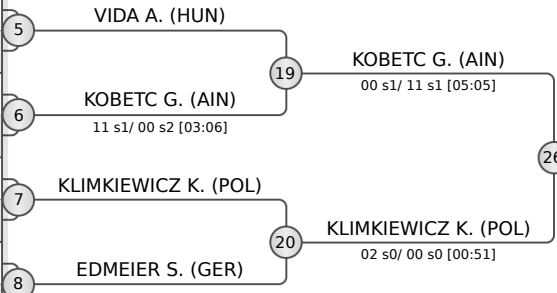 VIDA A. (HUN)
5
19
KOBETC G. (AIN)
00 s1/ 11 s1 [05:05]
KOBETC G. (AIN)
6
11 s1/ 00 s2 [03:06]
26
KLIMKIEWICZ K. (POL)
7
20
KLIMKIEWICZ K. (POL)
02 s0/ 00 s0 [00:51]
EDMEIER S. (GER)
8